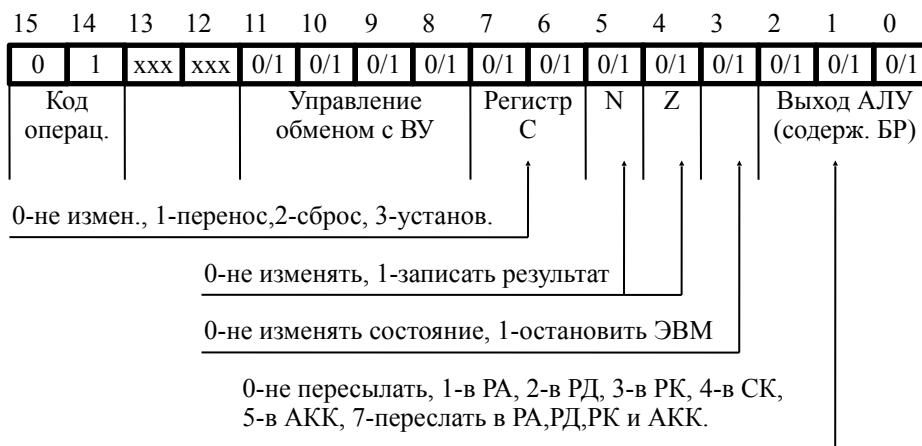 15 14 13 12 11 10 9 8 7 6 5 4 3 2 1 0
0 1 xxx xxx 0/1 0/1 0/1 0/1 0/1 0/1 0/1 0/1 0/1 0/1 0/1 0/1
Код Управление Регистр N Z Выход АЛУ
операц. обменом с ВУ C (содерж. БР)
0-не измен., 1-перенос,2-сброс, 3-установ.
0-не изменять, 1-записать результат
0-не изменять состояние, 1-остановить ЭВМ
0-не пересылать, 1-в РА, 2-в РД, 3-в РК, 4-в СК,
5-в АКК, 7-переслать в РА,РД,РК и АКК.